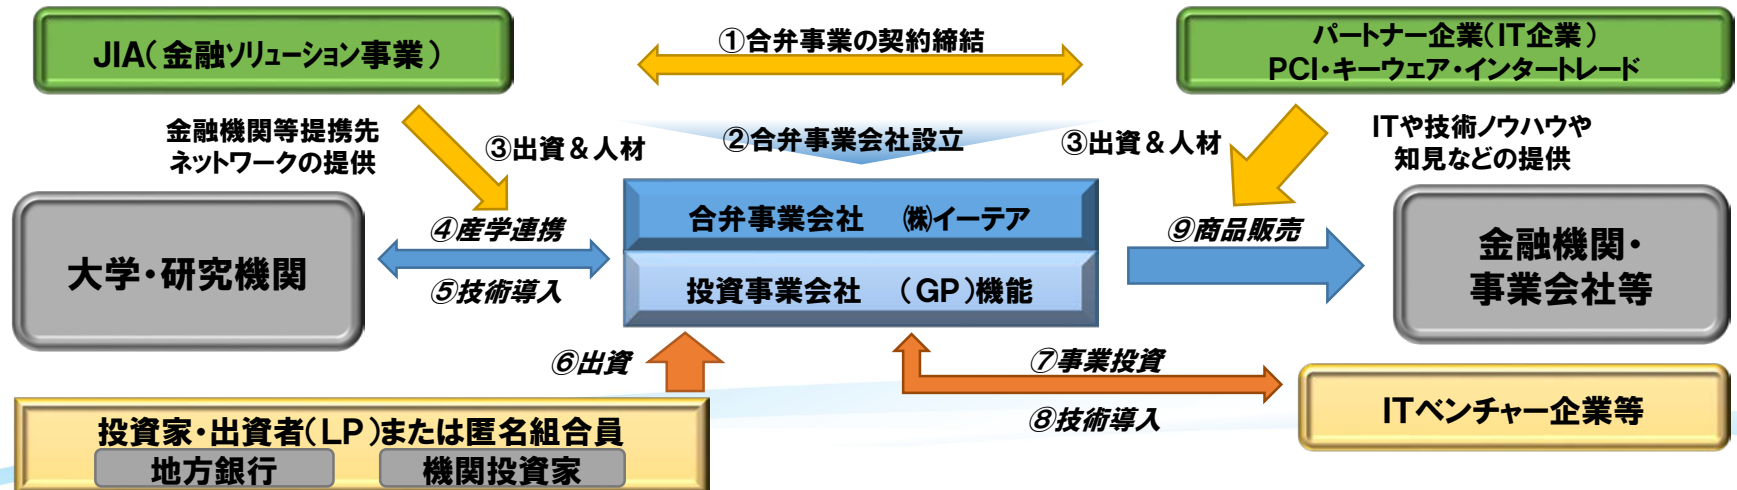 JIA(金融ソリューション事業)
①合弁事業の契約締結
パートナー企業(IT企業)
PCI・キーウェア・インタートレード
金融機関等提携先
ネットワークの提供
③出資＆人材
②合弁事業会社設立
③出資＆人材
ITや技術ノウハウや
知見などの提供
大学・研究機関
④産学連携
⑤技術導入
合弁事業会社 ㈱イーテア
投資事業会社 (GP)機能
⑨商品販売
金融機関・
事業会社等
⑥出資
⑦事業投資
⑧技術導入
ITベンチャー企業等
投資家・出資者(LP)または匿名組合員
地方銀行
機関投資家